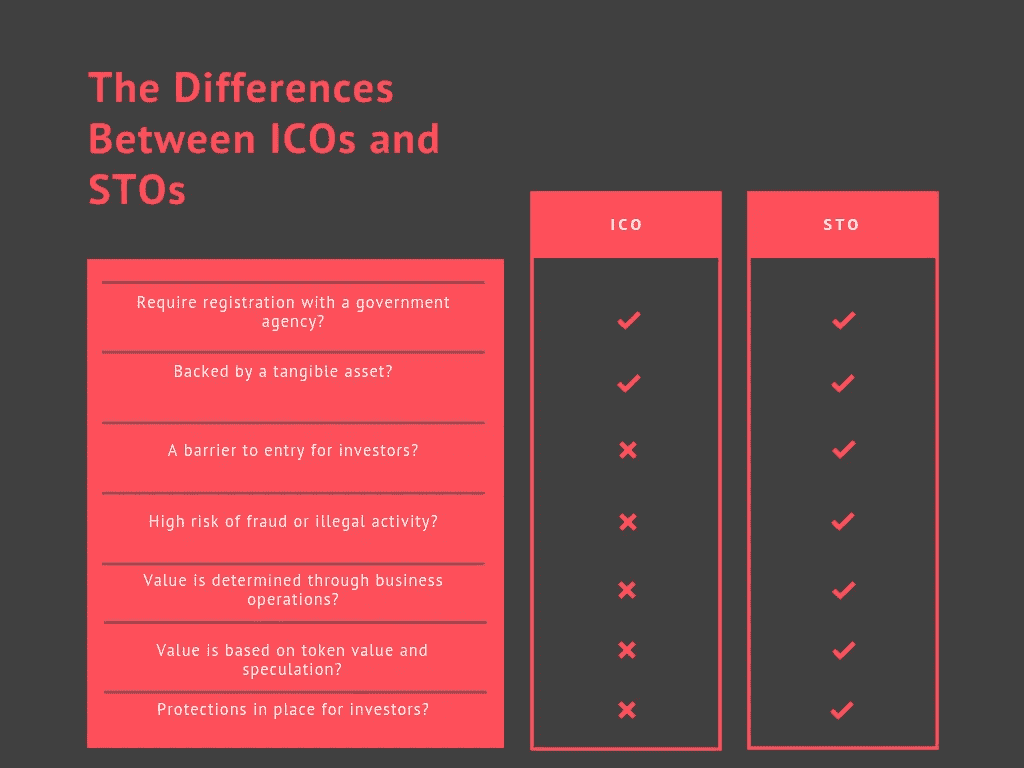 The Differences
Between ICOs and
STOs
ICO
STO
Require registration with a government
agency?
Backed by a tangible asset?
A barrier to entry for investors?
High risk of fraud or illegal activity?
Value is determined through business
operations?
Value is based on token value and
speculation?
Protections in place for investors?